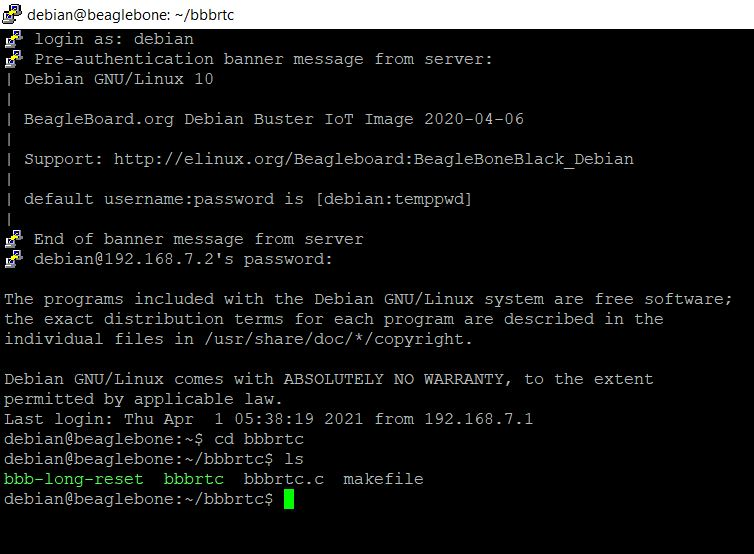 debian@beaglebone: ~/bbbrtc
login as: debian
Pre-authentication banner message from server:
| Debian GNU/Linux 10
|
| BeagleBoard.org Debian Buster IoT Image 2020-04-06
|
| Support: http://elinux.org/Beagleboard:BeagleBoneBlack_Debian
|
| default username:password is [debian:temppwd]
|
End of banner message from server
debian@192.168.7.2's password:
The programs included with the Debian GNU/Linux system are free software;
the exact distribution terms for each program are described in the
individual files in /usr/share/doc/*/copyright.
Debian GNU/Linux comes with ABSOLUTELY NO WARRANTY, to the extent
permitted by applicable law.
Last login: Thu Apr  1 05:38:19 2021 from 192.168.7.1
debian@beaglebone:~$ cd bbbrtc
debian@beaglebone:~/bbbrtc$ ls
bbb-long-reset  bbbrtc  bbbrtc.c  makefile
debian@beaglebone:~/bbbrtc$